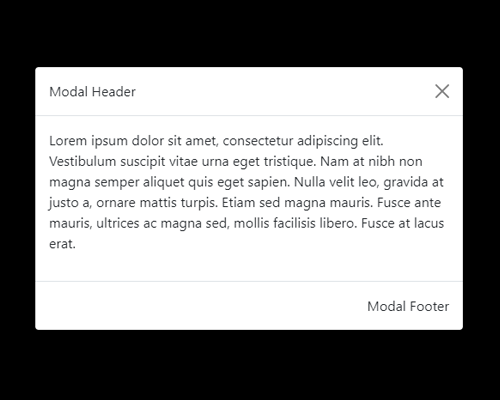 Modal Header
Lorem ipsum dolor sit amet, consectetur adipiscing elit.
Vestibulum suscipit vitae urna eget tristique. Nam at nibh non
magna semper aliquet quis eget sapien. Nulla velit leo, gravida at
justo a, ornare mattis turpis. Etiam sed magna mauris. Fusce ante
mauris, ultrices ac magna sed, mollis facilisis libero. Fusce at lacus
erat.
Modal Footer